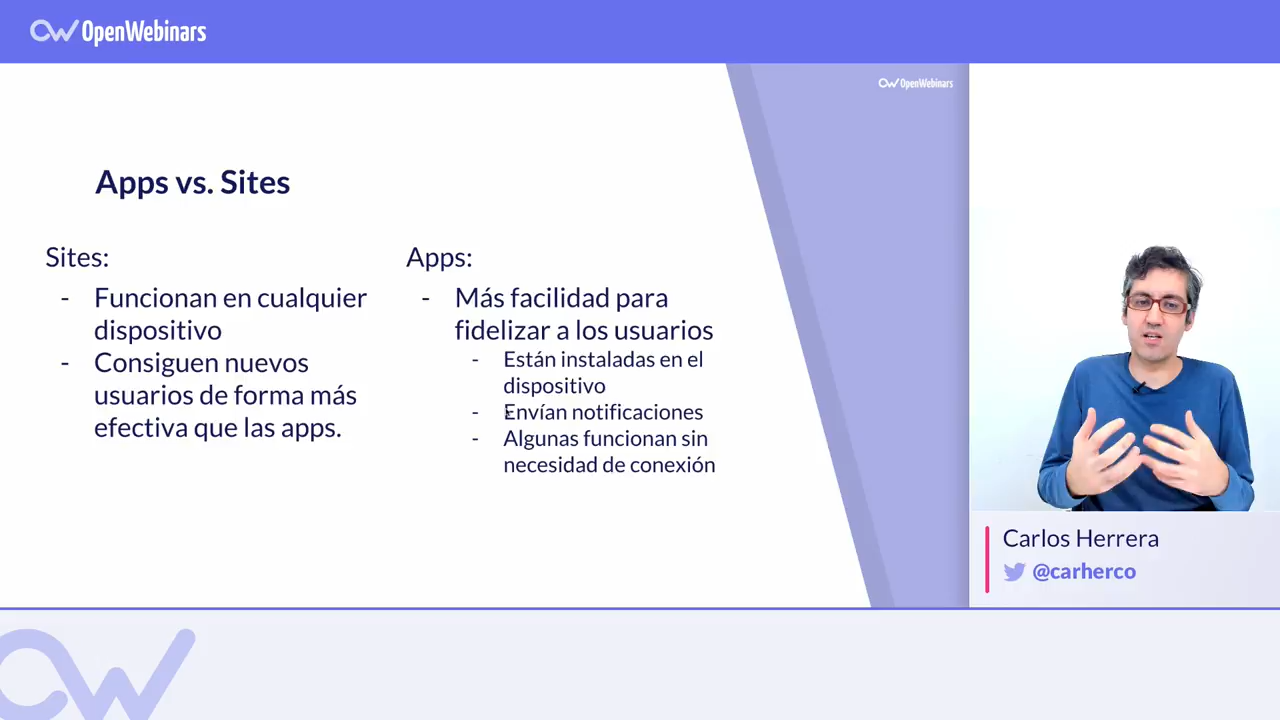 OpenWebinars
OpenWebinars
Apps vs. Sites
Sites:
- Funcionan en cualquier
dispositivo
- Consiguen nuevos
usuarios de forma más
efectiva que las apps.
Apps:
- Más facilidad para
fidelizar a los usuarios
- Están instaladas en el
dispositivo
- Envían notificaciones
- Algunas funcionan sin
necesidad de conexión
Carlos Herrera
@carherco